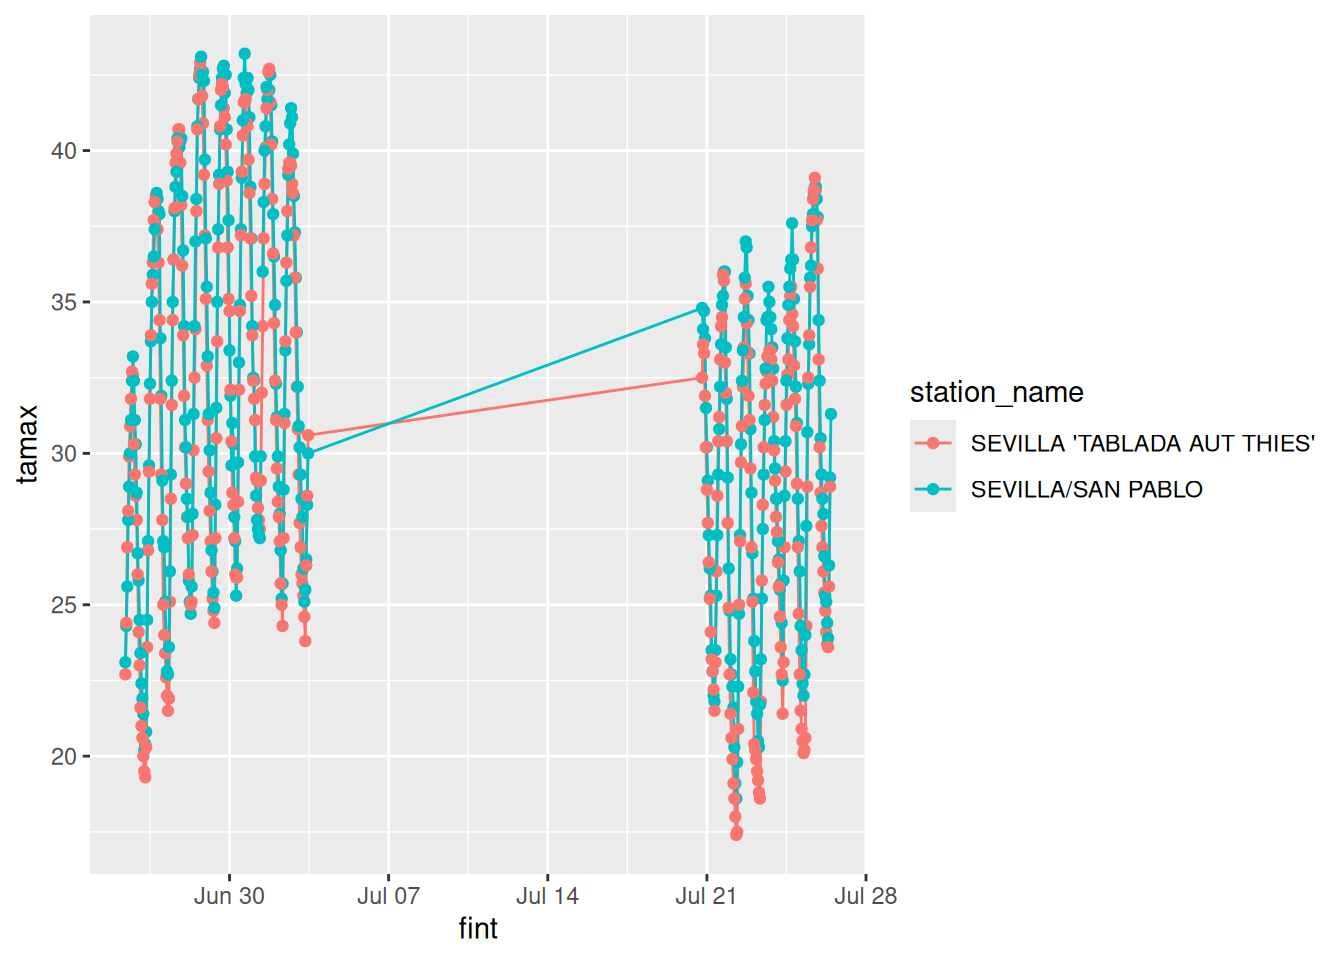 40
35
30
25
20
tamax
Jun 30
Jul 07
Jul 14
Jul 21
Jul 28
fint
station_name
SEVILLA 'TABLADA AUT THIES'
SEVILLA/SAN PABLO